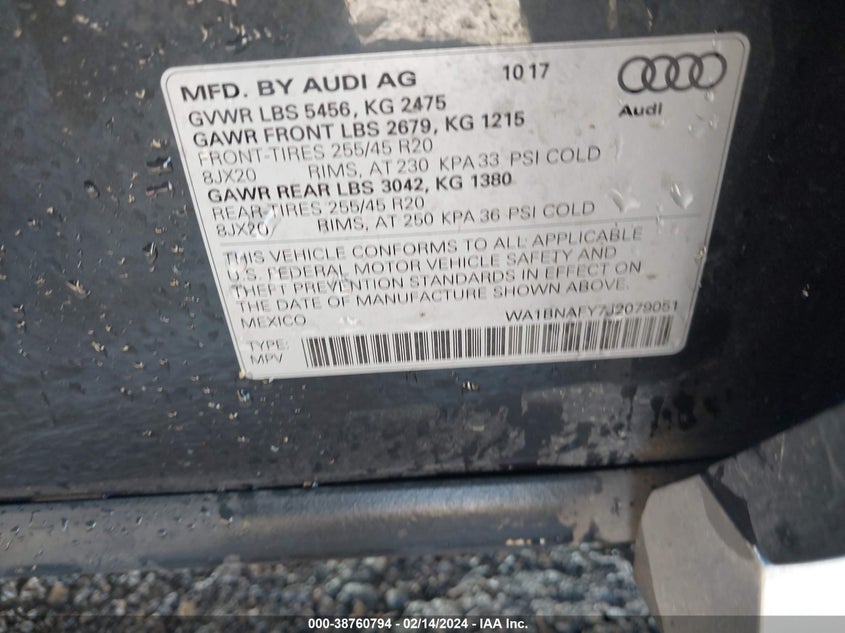 MFD. BY AUDI AG 10 17
Audi
GVWR LBS 5456, KG 2475
GAWR FRONT LBS 2679, KG 1215
FRONT-TIRES 255/45 R20
8JX20 RIMS, AT 230 KPA 33 PSI COLD
GAWR REAR LBS 3042, KG 1380
REAR-TIRES 255/45 R20
8JX20 RIMS, AT 250 KPA 36 PSI COLD
THIS VEHICLE CONFORMS TO ALL APPLICABLE
U.S. FEDERAL MOTOR VEHICLE SAFETY AND
THEFT PREVENTION STANDARDS IN EFFECT ON
THE DATE OF MANUFACTURE SHOWN ABOVE.
MEXICO WA1BNAFY7J2079051
TYPE:
MPV
000-38760794 - 02/14/2024 - IAA Inc.